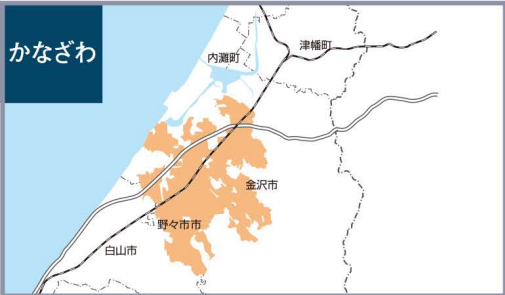 かなざわ
内灘町
津幡町
金沢市
野々市市
白山市